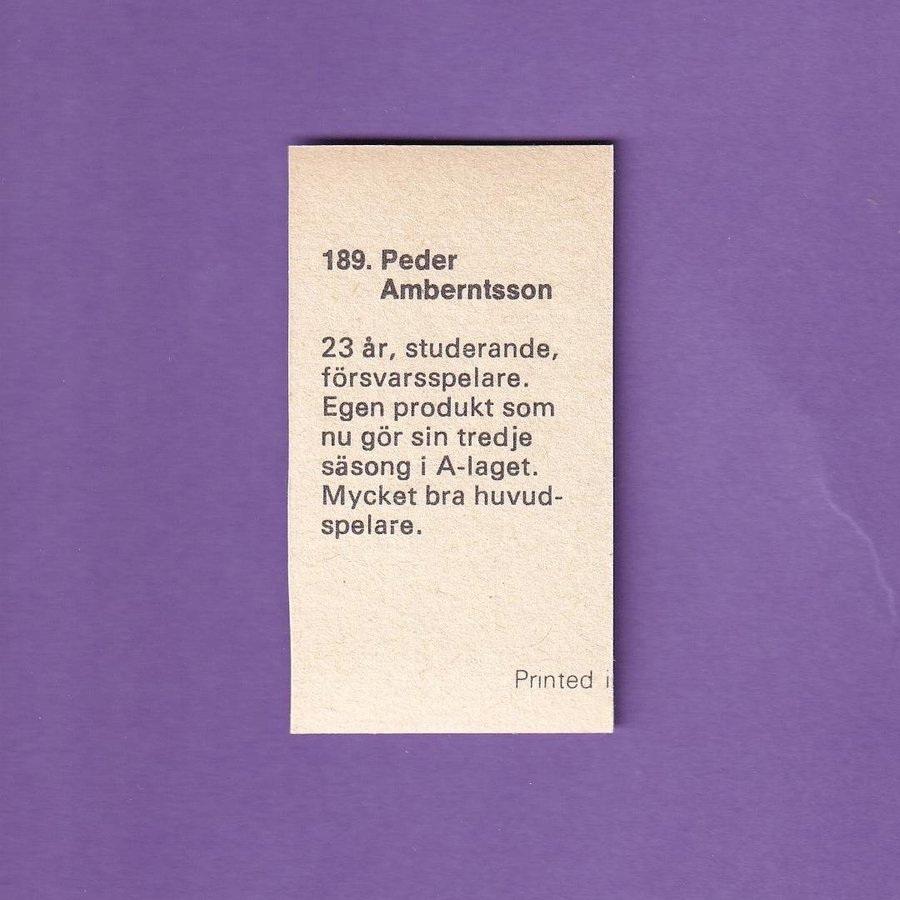 189. Peder
Amberntsson
23 år, studerande,
försvarsspelare.
Egen produkt som
nu gör sin tredje
säsong i A-laget.
Mycket bra huvud-
spelare.
Printed